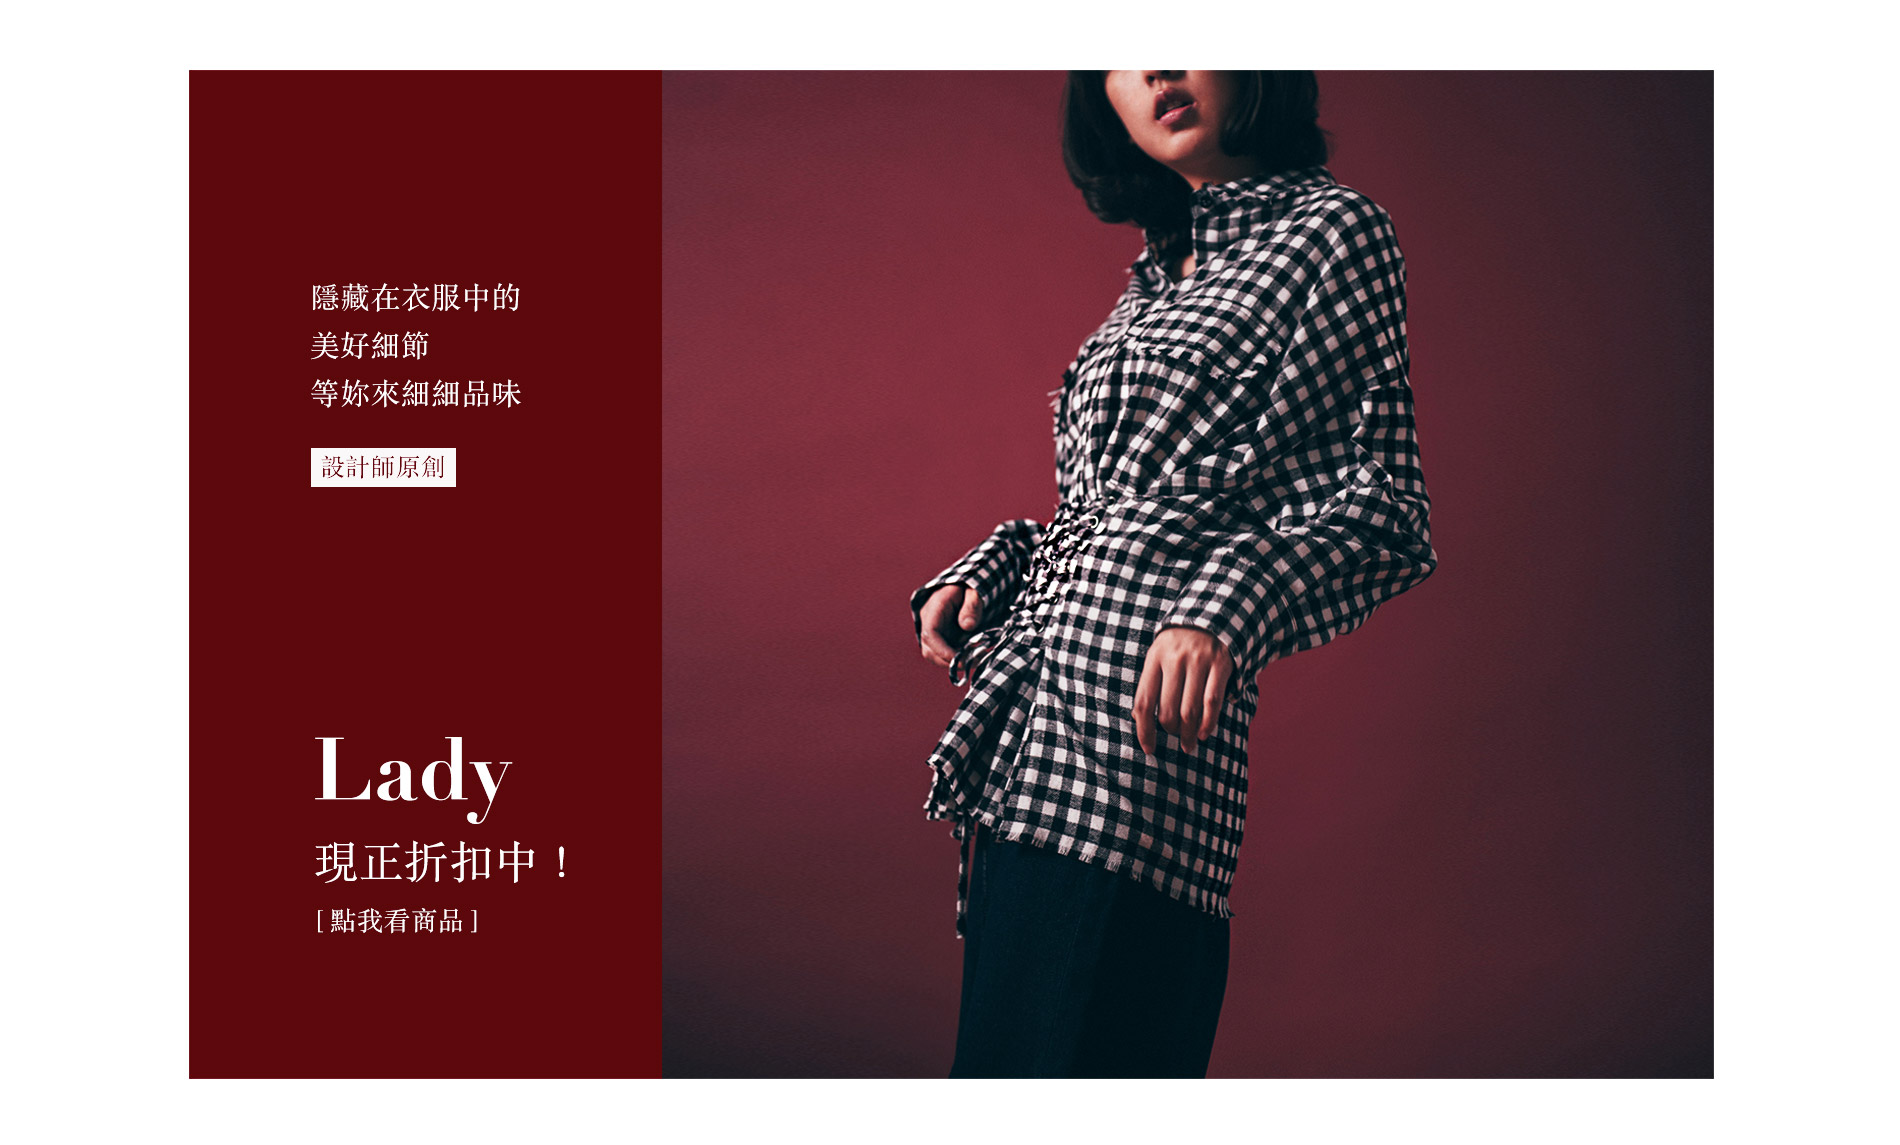 隱藏在衣服中的
美好細節
等妳來細細品味
設計師原創
Lady
現正折扣中！
[ 點我看商品 ]